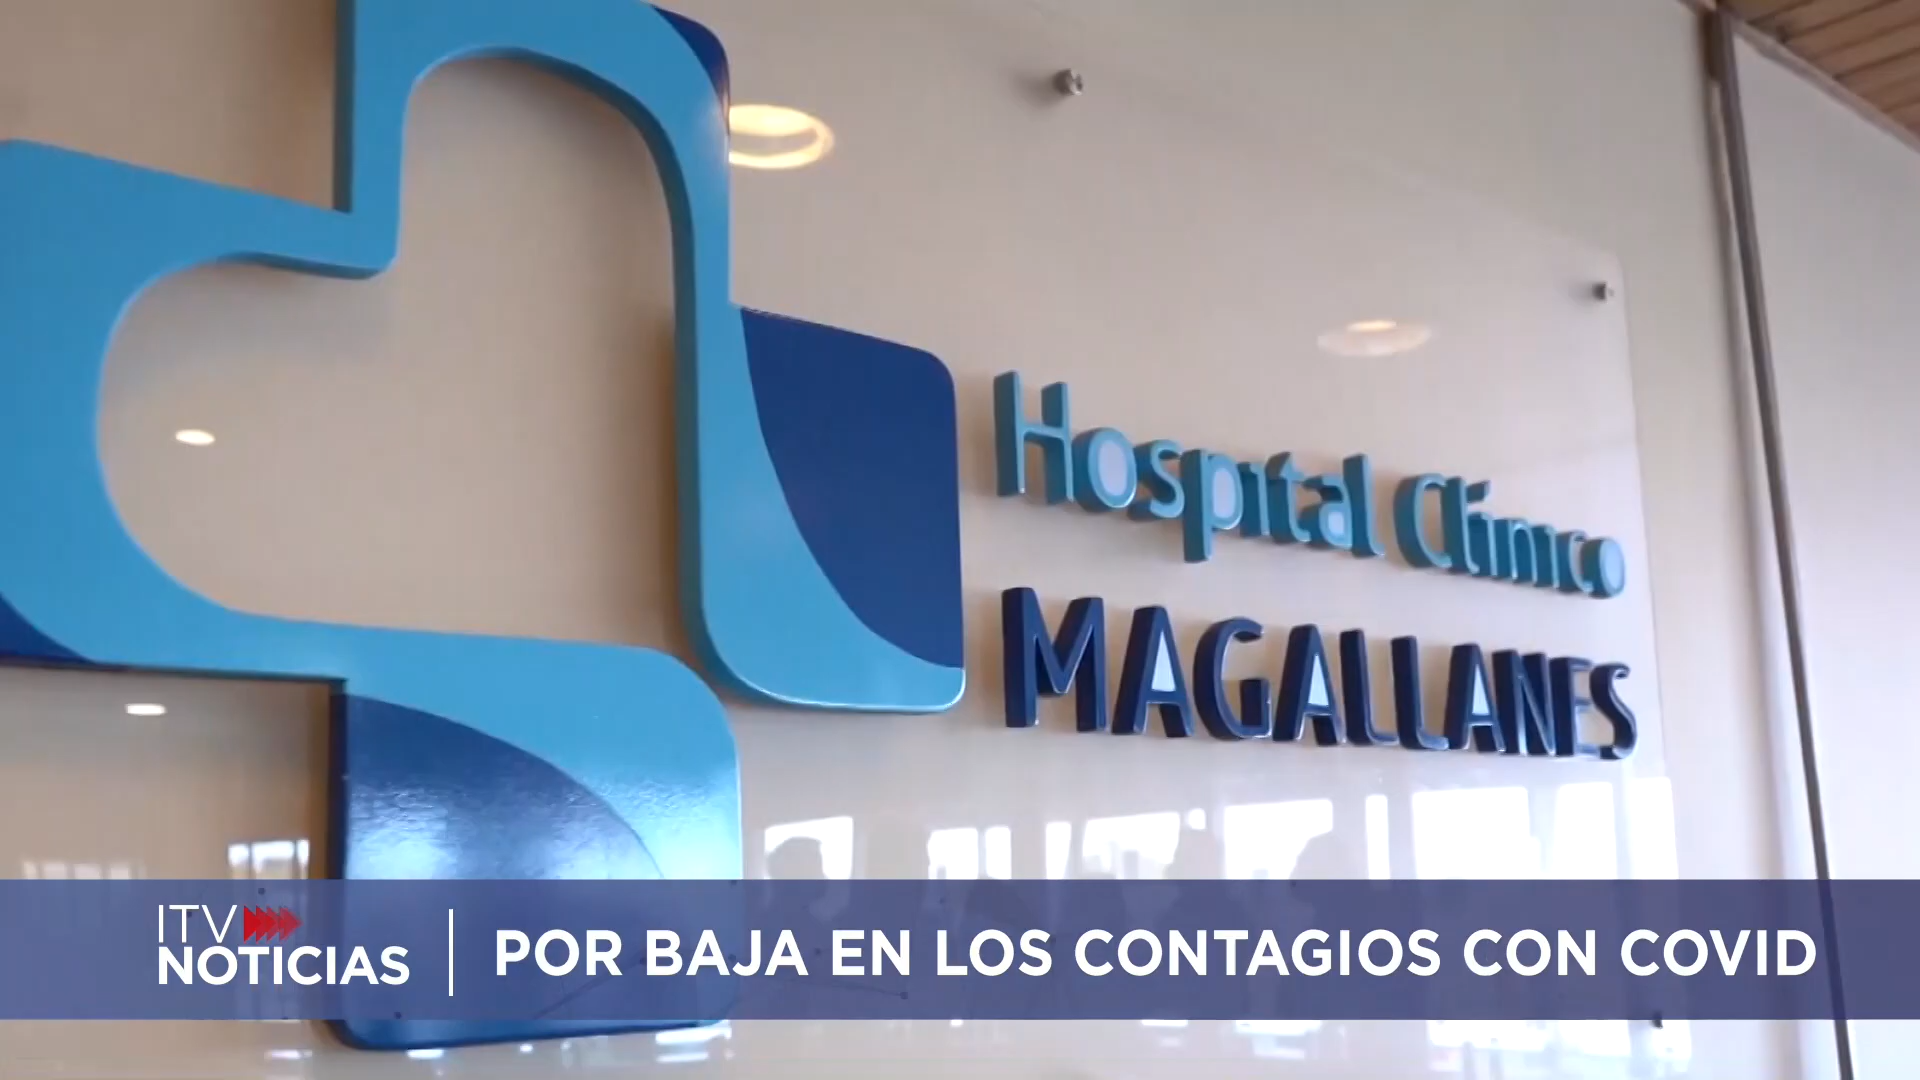 Hospital Clínico
MAGALLANES
ITV
NOTICIAS
POR BAJA EN LOS CONTAGIOS CON COVID